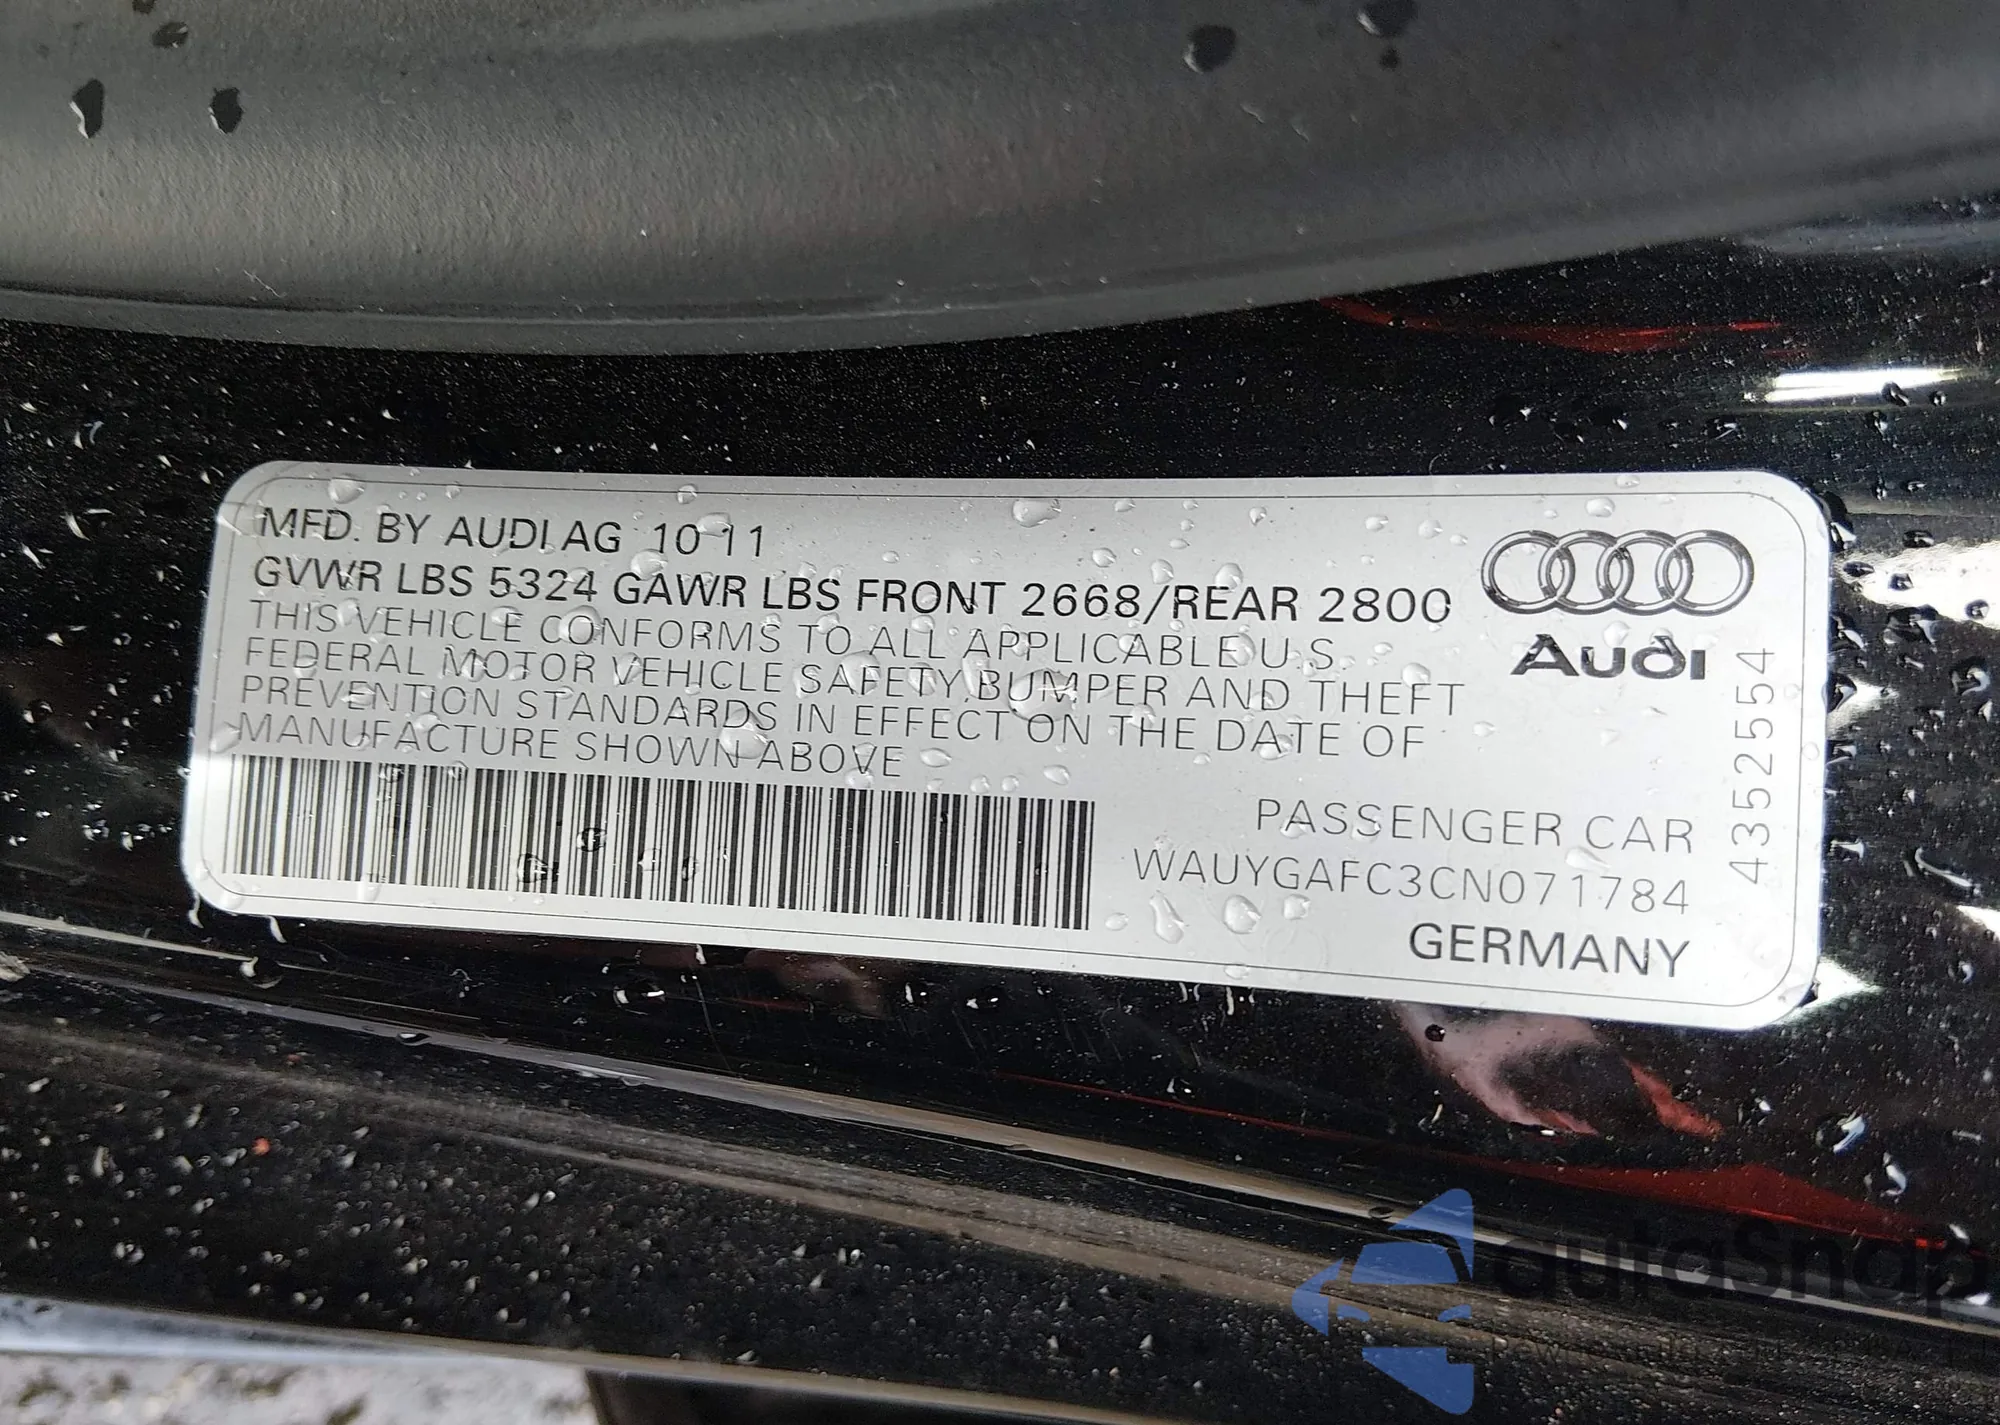 MFD. BY AUDI AG 10 11
GVWR LBS 5324 GAWR LBS FRONT 2668/REAR 2800
THIS VEHICLE CONFORMS TO ALL APPLICABLE U.S.
FEDERAL MOTOR VEHICLE SAFETY,BUMPER AND THEFT
PREVENTION STANDARDS IN EFFECT ON THE DATE OF
MANUFACTURE SHOWN ABOVE
Audi
4352554
PASSENGER CAR
WAUYGAFC3CN071784
GERMANY
autasnap